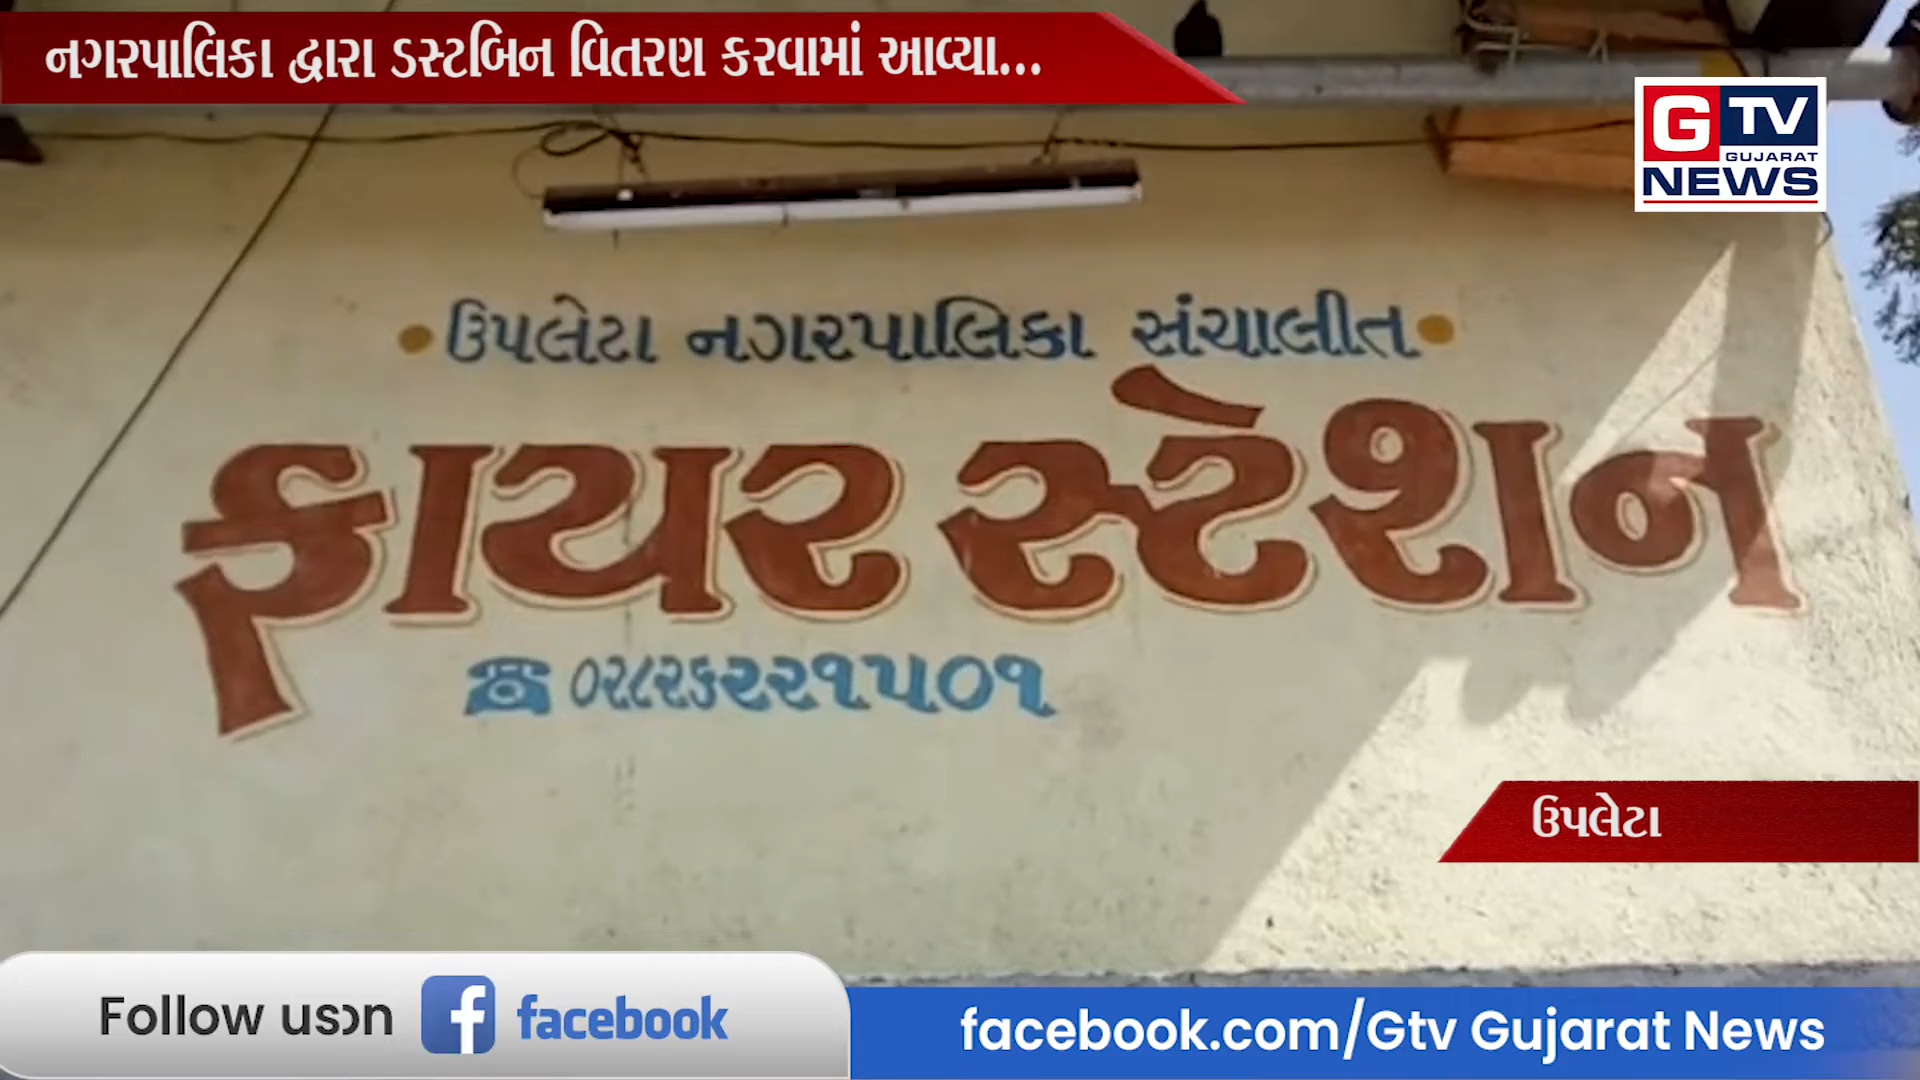 નગરપાલિકા દ્વારા ડસ્ટબિન વિતરણ કરવામાં આવ્યા...
G TV
GUJARAT
NEWS
ઉપલેટા નગરપાલિકા સંચાલીત
ફાયર સ્ટેશન
૦૨૮૨૬૨૨૧૫૦૧
ઉપલેટા
Follow us on facebook
facebook.com/Gtv Gujarat News